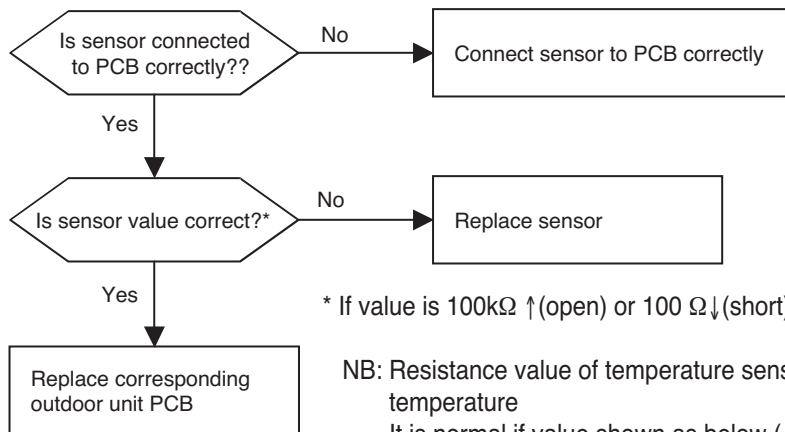 Is sensor connected
to PCB correctly??
No
Connect sensor to PCB correctly
Yes
Is sensor value correct?*
No
Replace sensor
Yes
* If value is 100kΩ ↑(open) or 100 Ω↓(short)
Replace corresponding
outdoor unit PCB
NB: Resistance value of temperature
temperature
It is normal if value shown as below